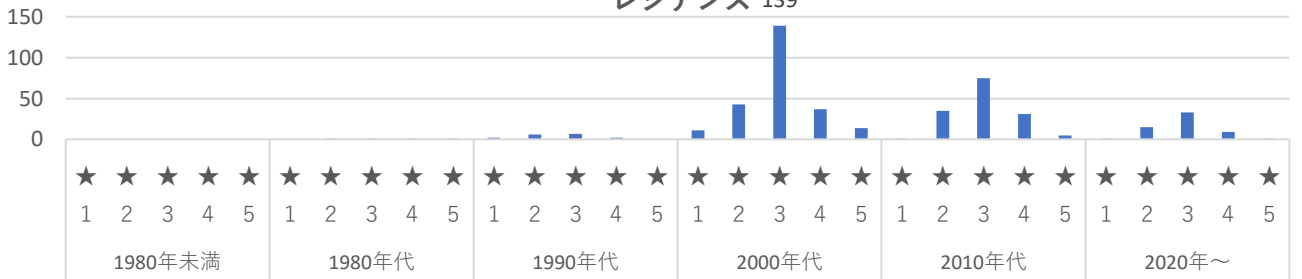 レジデンス 139
150
100
50
0
★ ★ ★ ★ ★ ★ ★ ★ ★ ★ ★ ★ ★ ★ ★ ★ ★ ★ ★ ★ ★ ★ ★ ★ ★ ★ ★ ★ ★ ★
1 2 3 4 5 1 2 3 4 5 1 2 3 4 5 1 2 3 4 5 1 2 3 4 5 1 2 3 4 5
1980年未満 1980年代 1990年代 2000年代 2010年代 2020年～